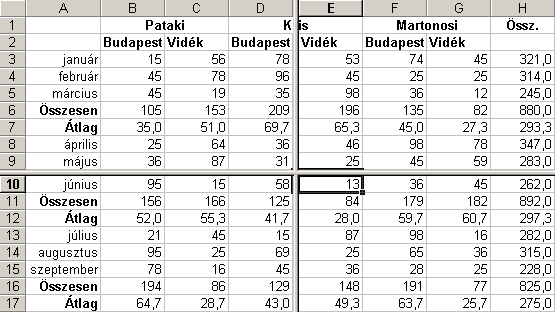 A B C D E F G H
1 Pataki Kis Martonosi Össz.
2 Budapest Vidék Budapest Vidék Budapest Vidék
3 január 15 56 78 53 74 45 321,0
4 február 45 78 96 45 25 25 314,0
5 március 45 19 35 98 36 12 245,0
6 Összesen 105 153 209 196 135 82 880,0
7 Átlag 35,0 51,0 69,7 65,3 45,0 27,3 293,3
8 április 25 64 36 46 98 78 347,0
9 május 36 87 31 25 45 59 283,0
10 június 95 15 58 13 36 45 262,0
11 Összesen 156 166 125 84 179 182 892,0
12 Átlag 52,0 55,3 41,7 28,0 59,7 60,7 297,3
13 július 21 45 15 87 98 16 282,0
14 augusztus 95 25 69 25 65 36 315,0
15 szeptember 78 16 45 36 28 25 228,0
16 Összesen 194 86 129 148 191 77 825,0
17 Átlag 64,7 28,7 43,0 49,3 63,7 25,7 275,0